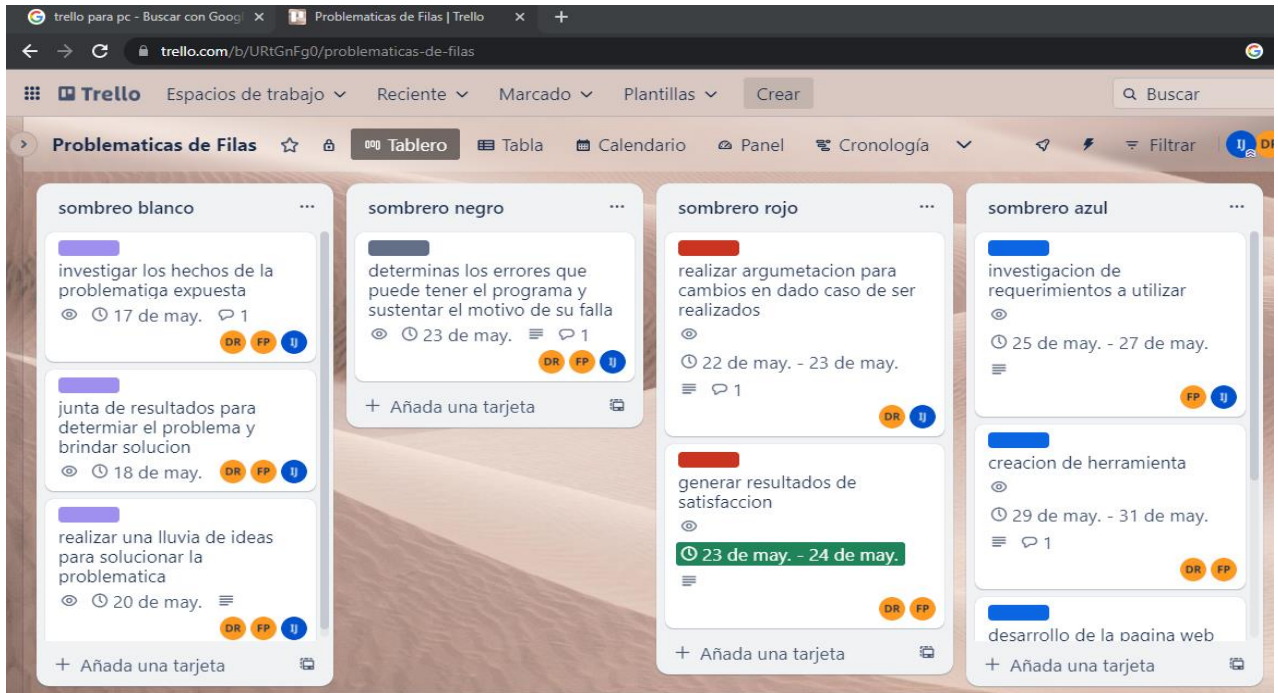 trello para pc - Buscar con Googl
Problematicas de Filas | Trello
trello.com/b/URtGnFg0/problematicas-de-filas
Trello Espacios de trabajo Reciente Marcado Plantillas Crear Buscar
Problematicas de Filas Tablero Tabla Calendario Panel Cronología Filtrar IJ DR
sombreo blanco
investigar los hechos de la
problematiga expuesta
17 de may. 1
DR FP IJ
junta de resultados para
determiar el problema y
brindar solucion
18 de may. DR FP IJ
realizar una lluvia de ideas
para solucionar la
problematica
20 de may.
DR FP IJ
+ Añada una tarjeta
sombrero negro
determinas los errores que
puede tener el programa y
sustentar el motivo de su falla
23 de may. 1
DR FP IJ
+ Añada una tarjeta
sombrero rojo
realizar argumetacion para
cambios en dado caso de ser
realizados
22 de may. - 23 de may.
1
DR IJ
generar resultados de
satisfaccion
23 de may. - 24 de may.
DR FP
+ Añada una tarjeta
sombrero azul
investigacion de
requerimientos a utilizar
25 de may. - 27 de may.
FP IJ
creacion de herramienta
29 de may. - 31 de may.
1
DR FP
desarrollo de la pagina web
+ Añada una tarjeta